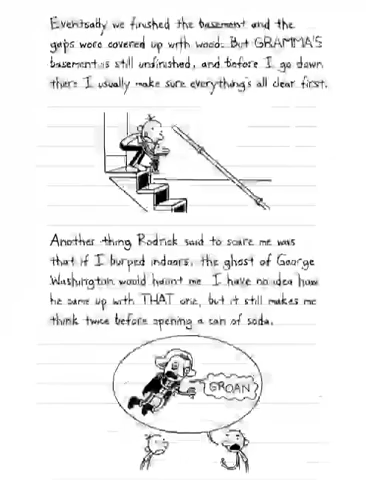 Eventually we finished the basement and the
gaps were covered up with wood. But GRAMMA'S
basement is still unfinished, and before I go down
there I usually make sure everything's all clear first.
Another thing Rodrick said to scare me was
that if I burped indoors, the ghost of George
Washington would haunt me. I have no idea how
he came up with THAT one, but it still makes me
think twice before opening a can of soda.
GROAN